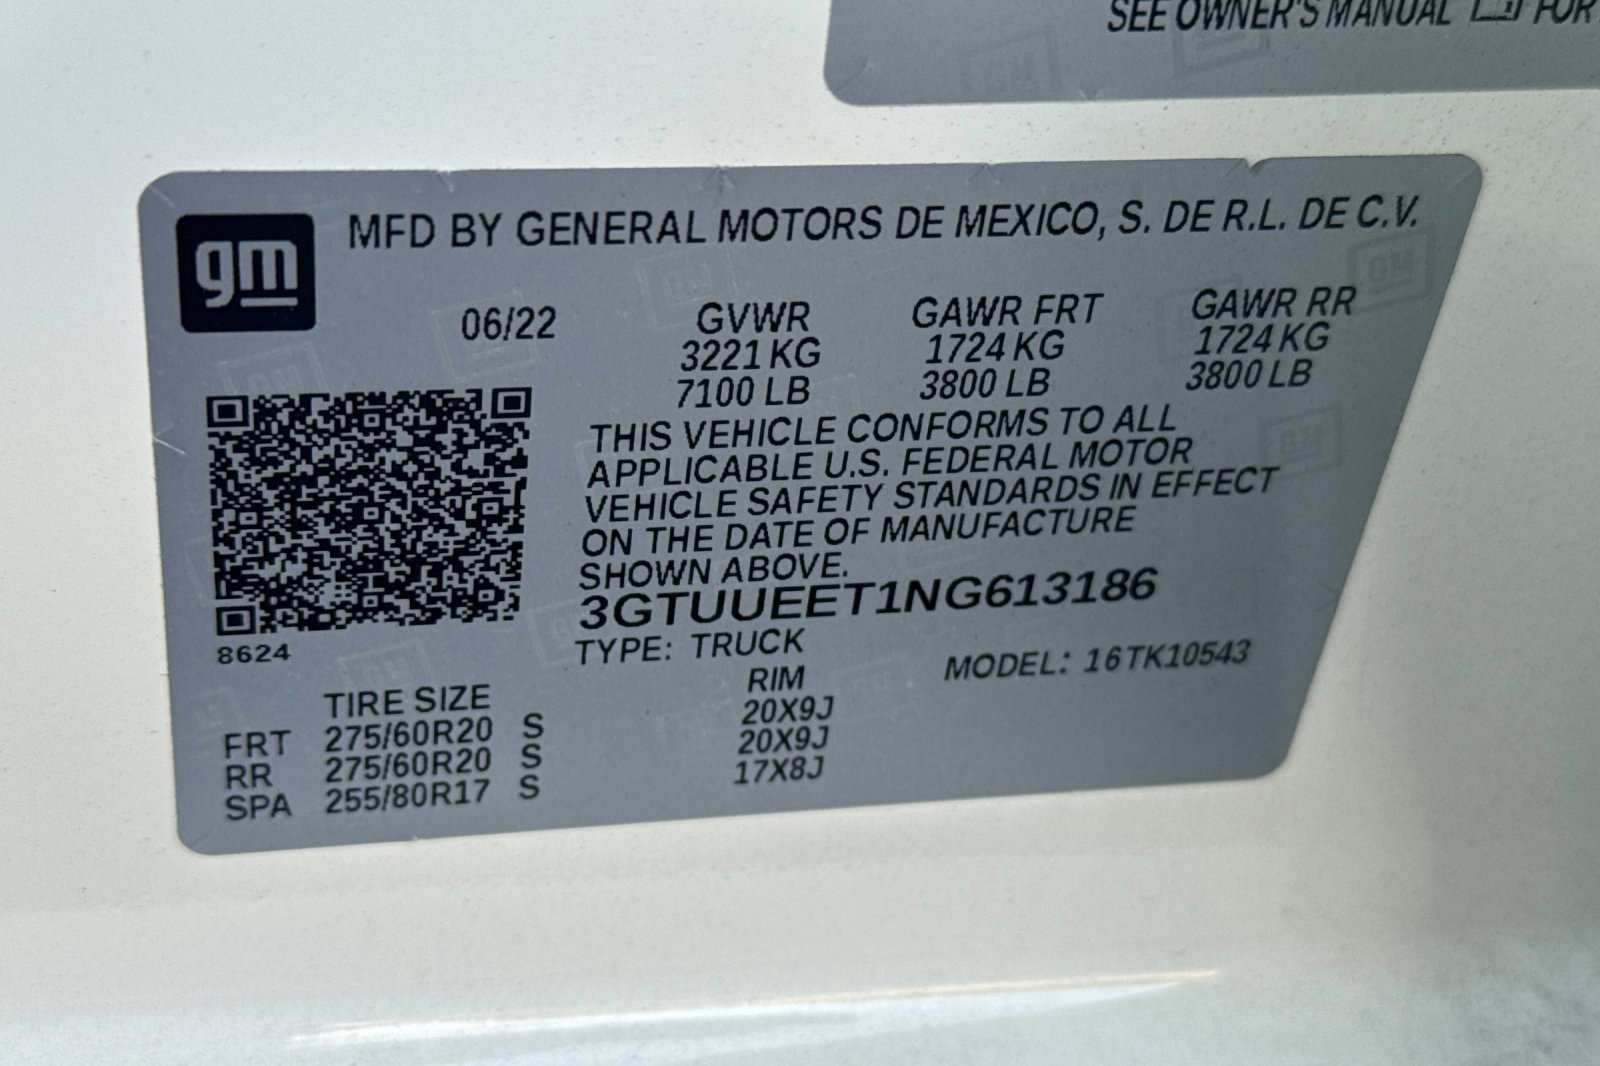 SEE OWNER'S MANUAL FOR
gm
MFD BY GENERAL MOTORS DE MEXICO, S. DE R.L. DE C.V.
06/22 GVWR GAWR FRT GAWR RR
3221 KG 1724 KG 1724 KG
7100 LB 3800 LB 3800 LB
THIS VEHICLE CONFORMS TO ALL
APPLICABLE U.S. FEDERAL MOTOR
VEHICLE SAFETY STANDARDS IN EFFECT
ON THE DATE OF MANUFACTURE
SHOWN ABOVE.
3GTUUEET1NG613186
8624
TYPE: TRUCK MODEL: 16TK10543
TIRE SIZE RIM
FRT 275/60R20 S 20X9J
RR 275/60R20 S 20X9J
SPA 255/80R17 S 17X8J